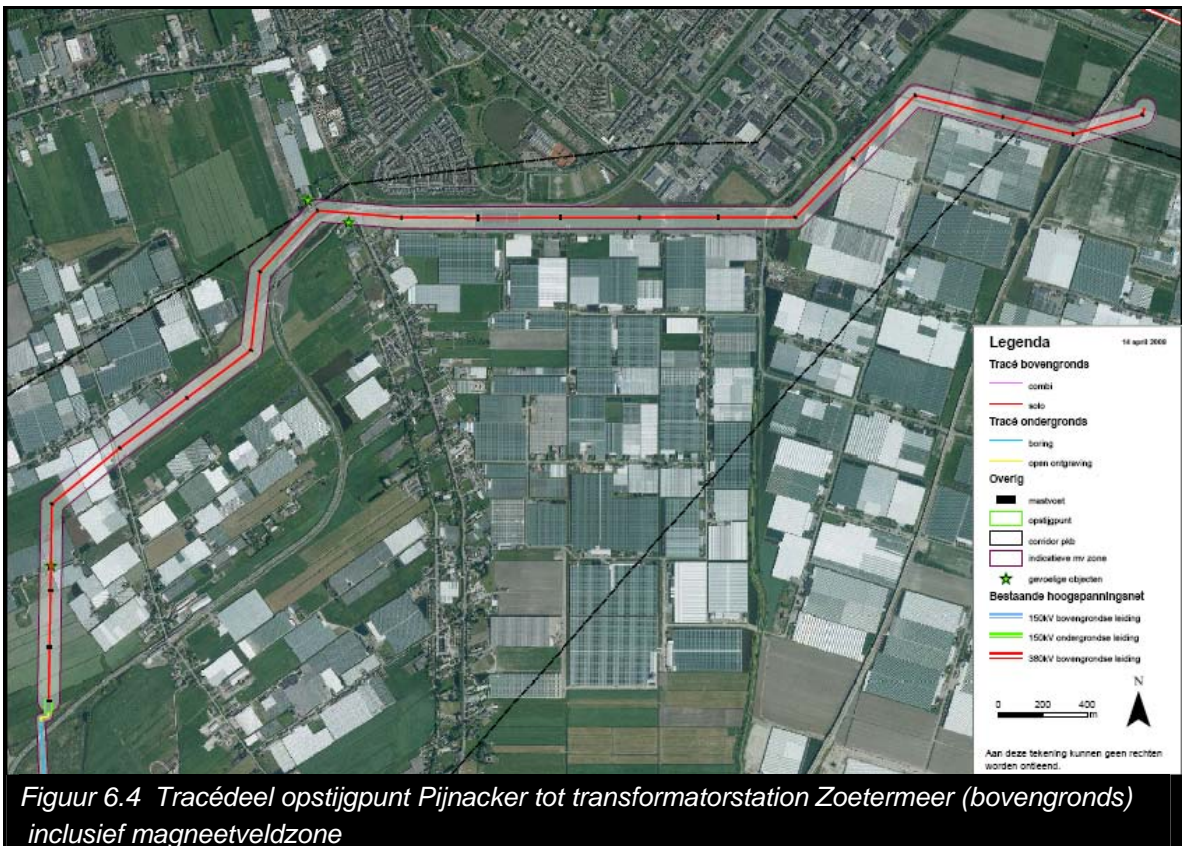 Legenda
14 april 2008
Tracé bovengronds
combi
solo
Tracé ondergronds
boring
open ontgraving
Overig
mastvoet
opstijgpunt
corridor pkb
indicatieve mv zone
gevoelige objecten
Bestaande hoogspanningsnet
150kV bovengrondse leiding
150kV ondergrondse leiding
380kV bovengrondse leiding
N
0 200 400
m
Aan deze tekening kunnen geen rechten
worden ontleend.
Figuur 6.4 Tracédeel opstijgpunt Pijnacker tot transformatorstation Zoetermeer (bovengronds)
inclusief magneetveldzone